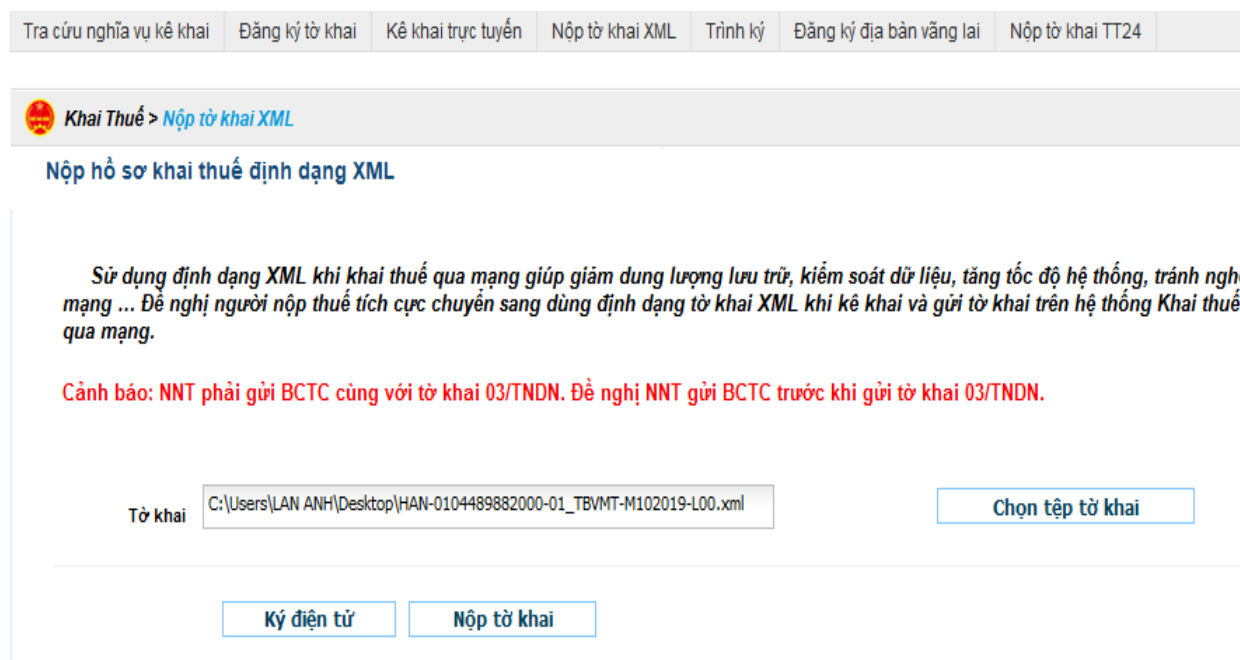 Tra cứu nghĩa vụ kê khai Đăng ký tờ khai Kê khai trực tuyến Nộp tờ khai XML Trình ký Đăng ký địa bàn vãng lai Nộp tờ khai TT24
Khai Thuế > Nộp tờ khai XML
Nộp hồ sơ khai thuế định dạng XML
Sử dụng định dạng XML khi khai thuế qua mạng giúp giảm dung lượng lưu trữ, kiểm soát dữ liệu, tăng tốc độ hệ thống, tránh
mạng ... Đề nghị người nộp thuế tích cực chuyển sang dùng định dạng tờ khai XML khi kê khai và gửi tờ khai trên hệ thống Khai thuế
qua mạng.
Cảnh báo: NNT phải gửi BCTC cùng với tờ khai 03/TNDN. Đề nghị NNT gửi BCTC trước khi gửi tờ khai 03/TNDN.
Tờ khai C:\Users\LAN ANH\Desktop\HAN-0104489882000-01_TBVMT-M102019-L00.xml Chọn tệp tờ khai
Ký điện tử Nộp tờ khai